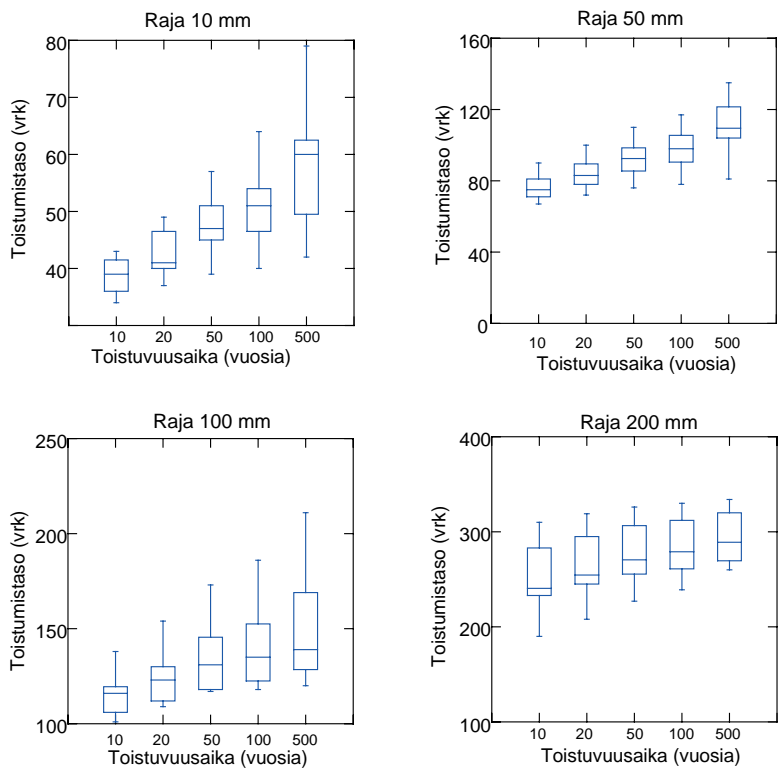 Raja 10 mm
80
70
60
50
40
Toistumistaso (vrk)
10 20 50 100 500
Toistuvuusaika (vuosia)
Raja 50 mm
160
120
80
40
0
Toistumistaso (vrk)
10 20 50 100 500
Toistuvuusaika (vuosia)
Raja 100 mm
250
200
150
100
Toistumistaso (vrk)
10 20 50 100 500
Toistuvuusaika (vuosia)
Raja 200 mm
400
300
200
100
Toistumistaso (vrk)
10 20 50 100 500
Toistuvuusaika (vuosia)